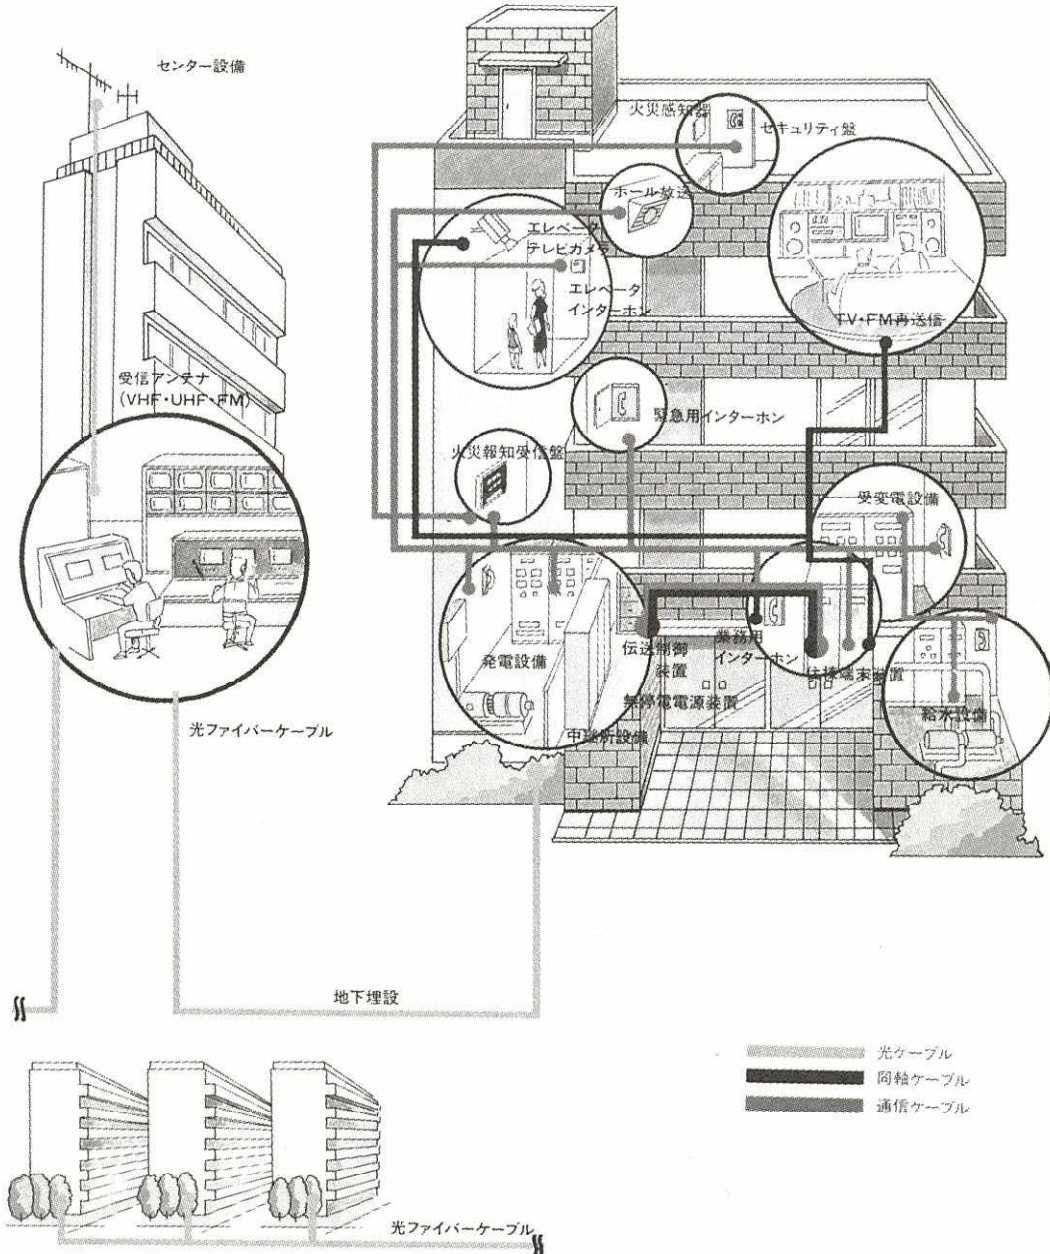 センター設備
火災感知器
セキュリティ盤
ホール放送
エレベータ
テレビカメラ
エレベータ
インターホン
TV・FM再送信
受信アンテナ
(VHF・UHF・FM)
緊急用インターホン
火災報知受信盤
受変電設備
発電設備
伝送制御
装置
業務用
インターホン
住棟端末装置
無停電電源装置
給水設備
中継所設備
光ファイバーケーブル
地下埋設
光ケーブル
同軸ケーブル
通信ケーブル
光ファイバーケーブル